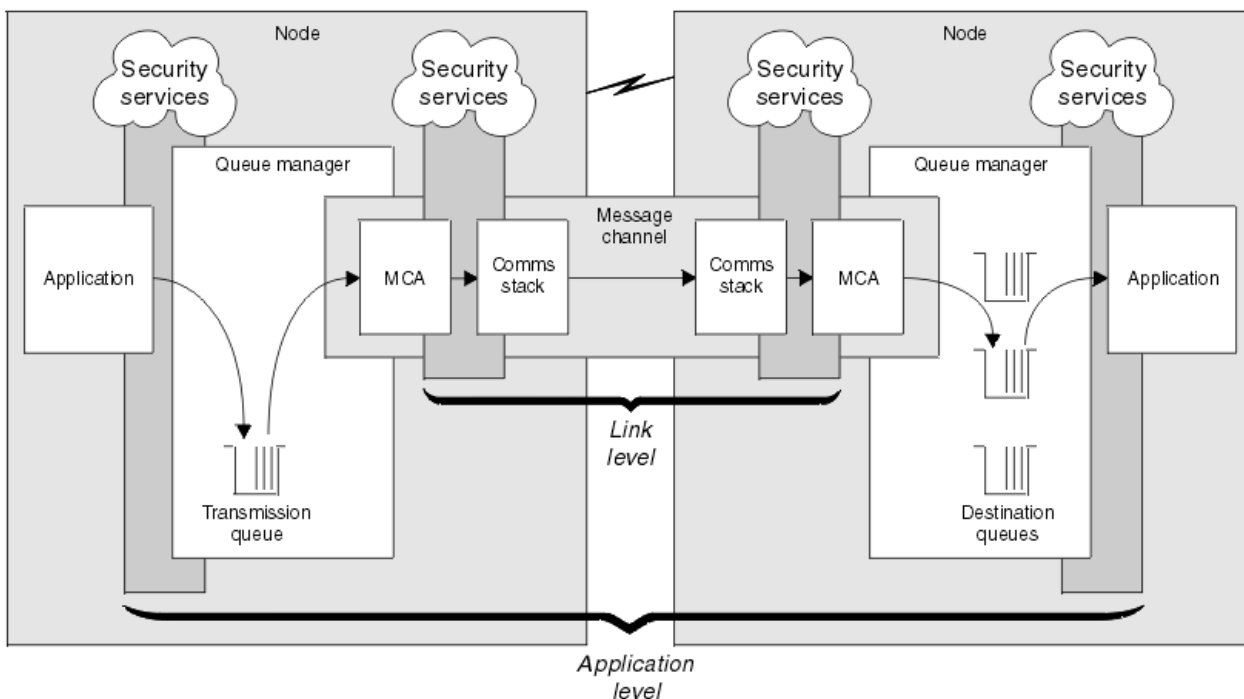 Node
Node
Security
services
Security
services
Security
services
Security
services
Queue manager
Queue manager
Message
channel
Application
MCA
Comms
stack
Comms
stack
MCA
Application
Link
level
Transmission
queue
Destination
queues
Application
level